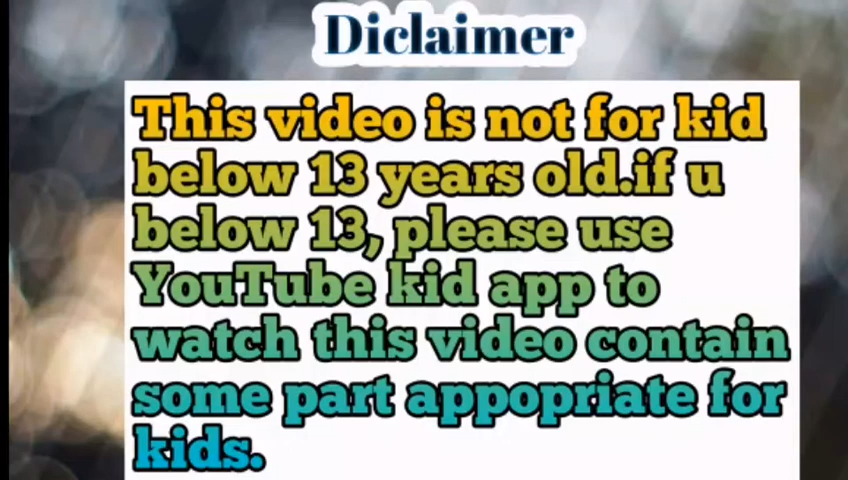 Diclaimer
This video is not for kid
below 13 years old.if u
below 13, please use
YouTube kid app to
watch this video contain
some part appopriate for
kids.